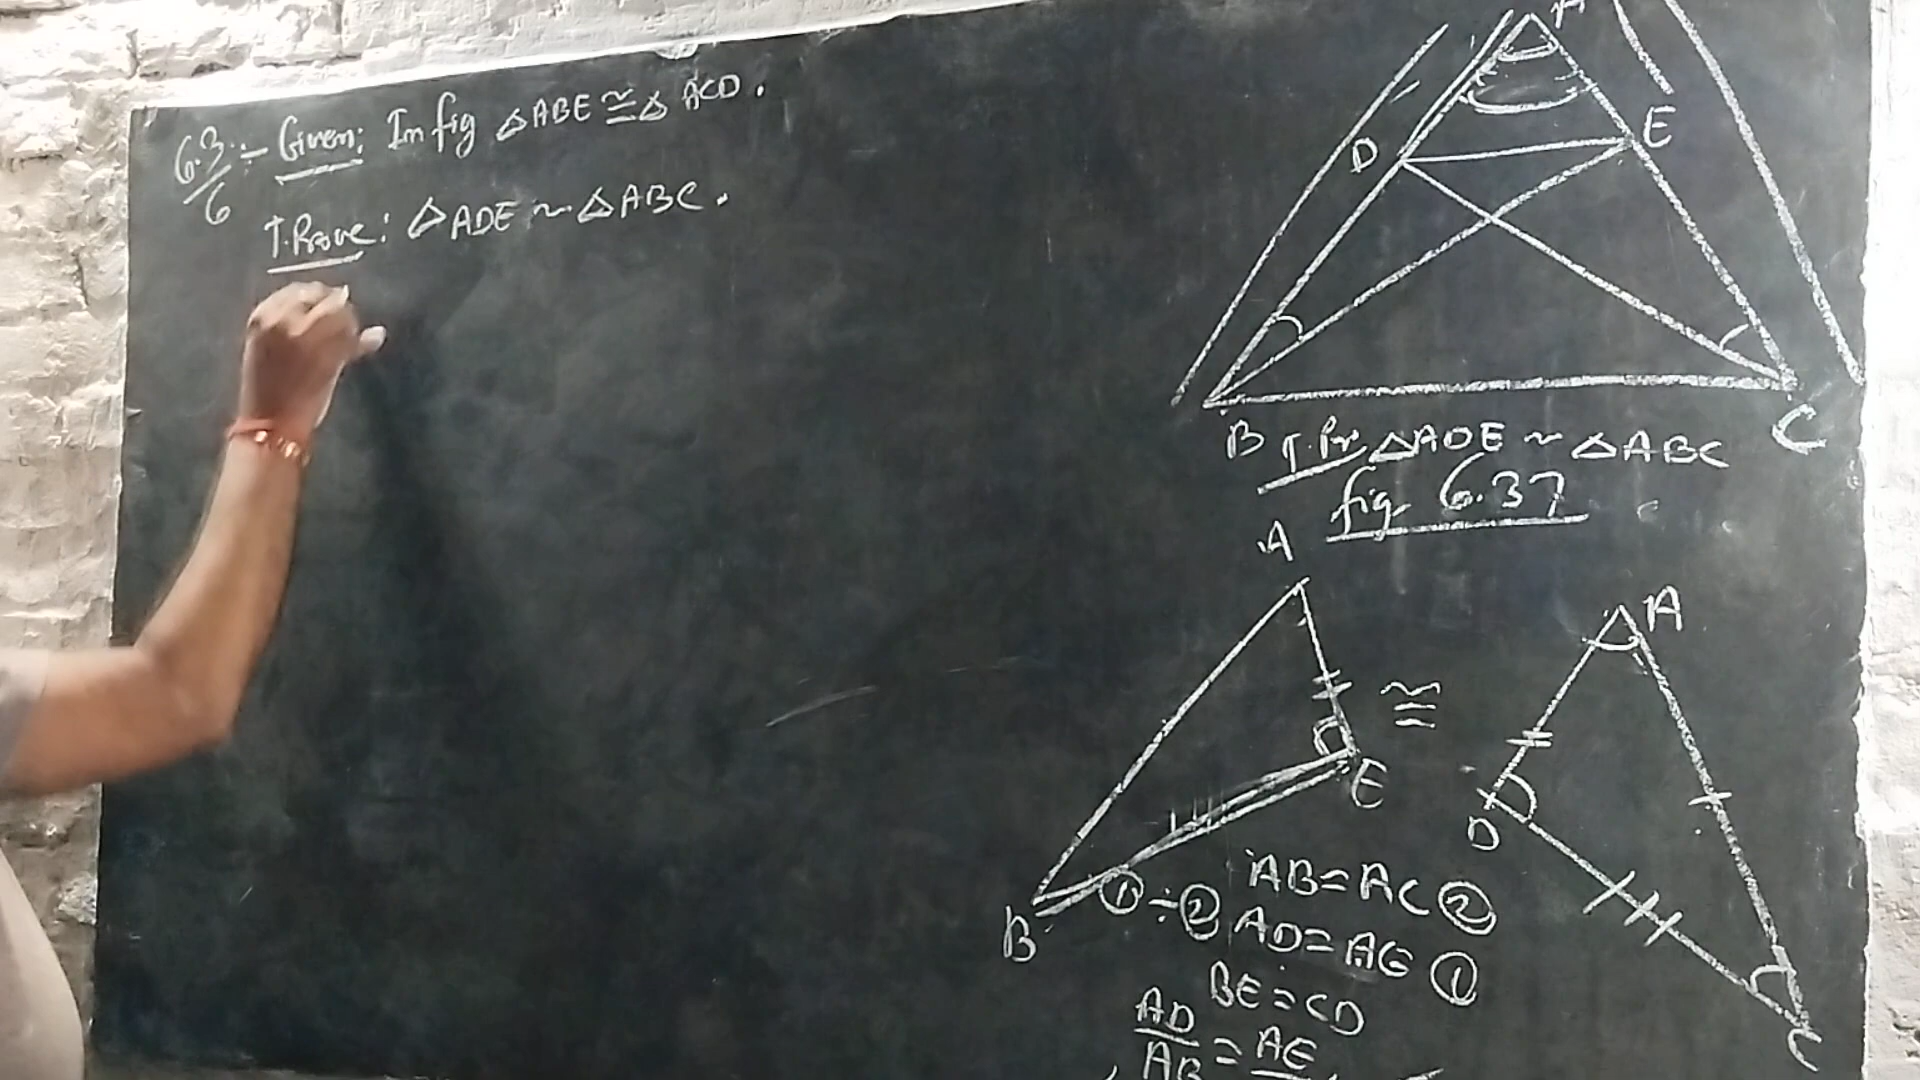 6.3/6 :- Given: In fig △ABE ≅ △ACD.
T.Prove: △ADE ~ △ABC.
A
D
E
B
C
T.Pr △ADE ~ △ABC
fig 6.37
A
A
≅
E
D
B
C
AB=AC ②
①÷② AD=AE ①
BE=CD
AD/AB = AE